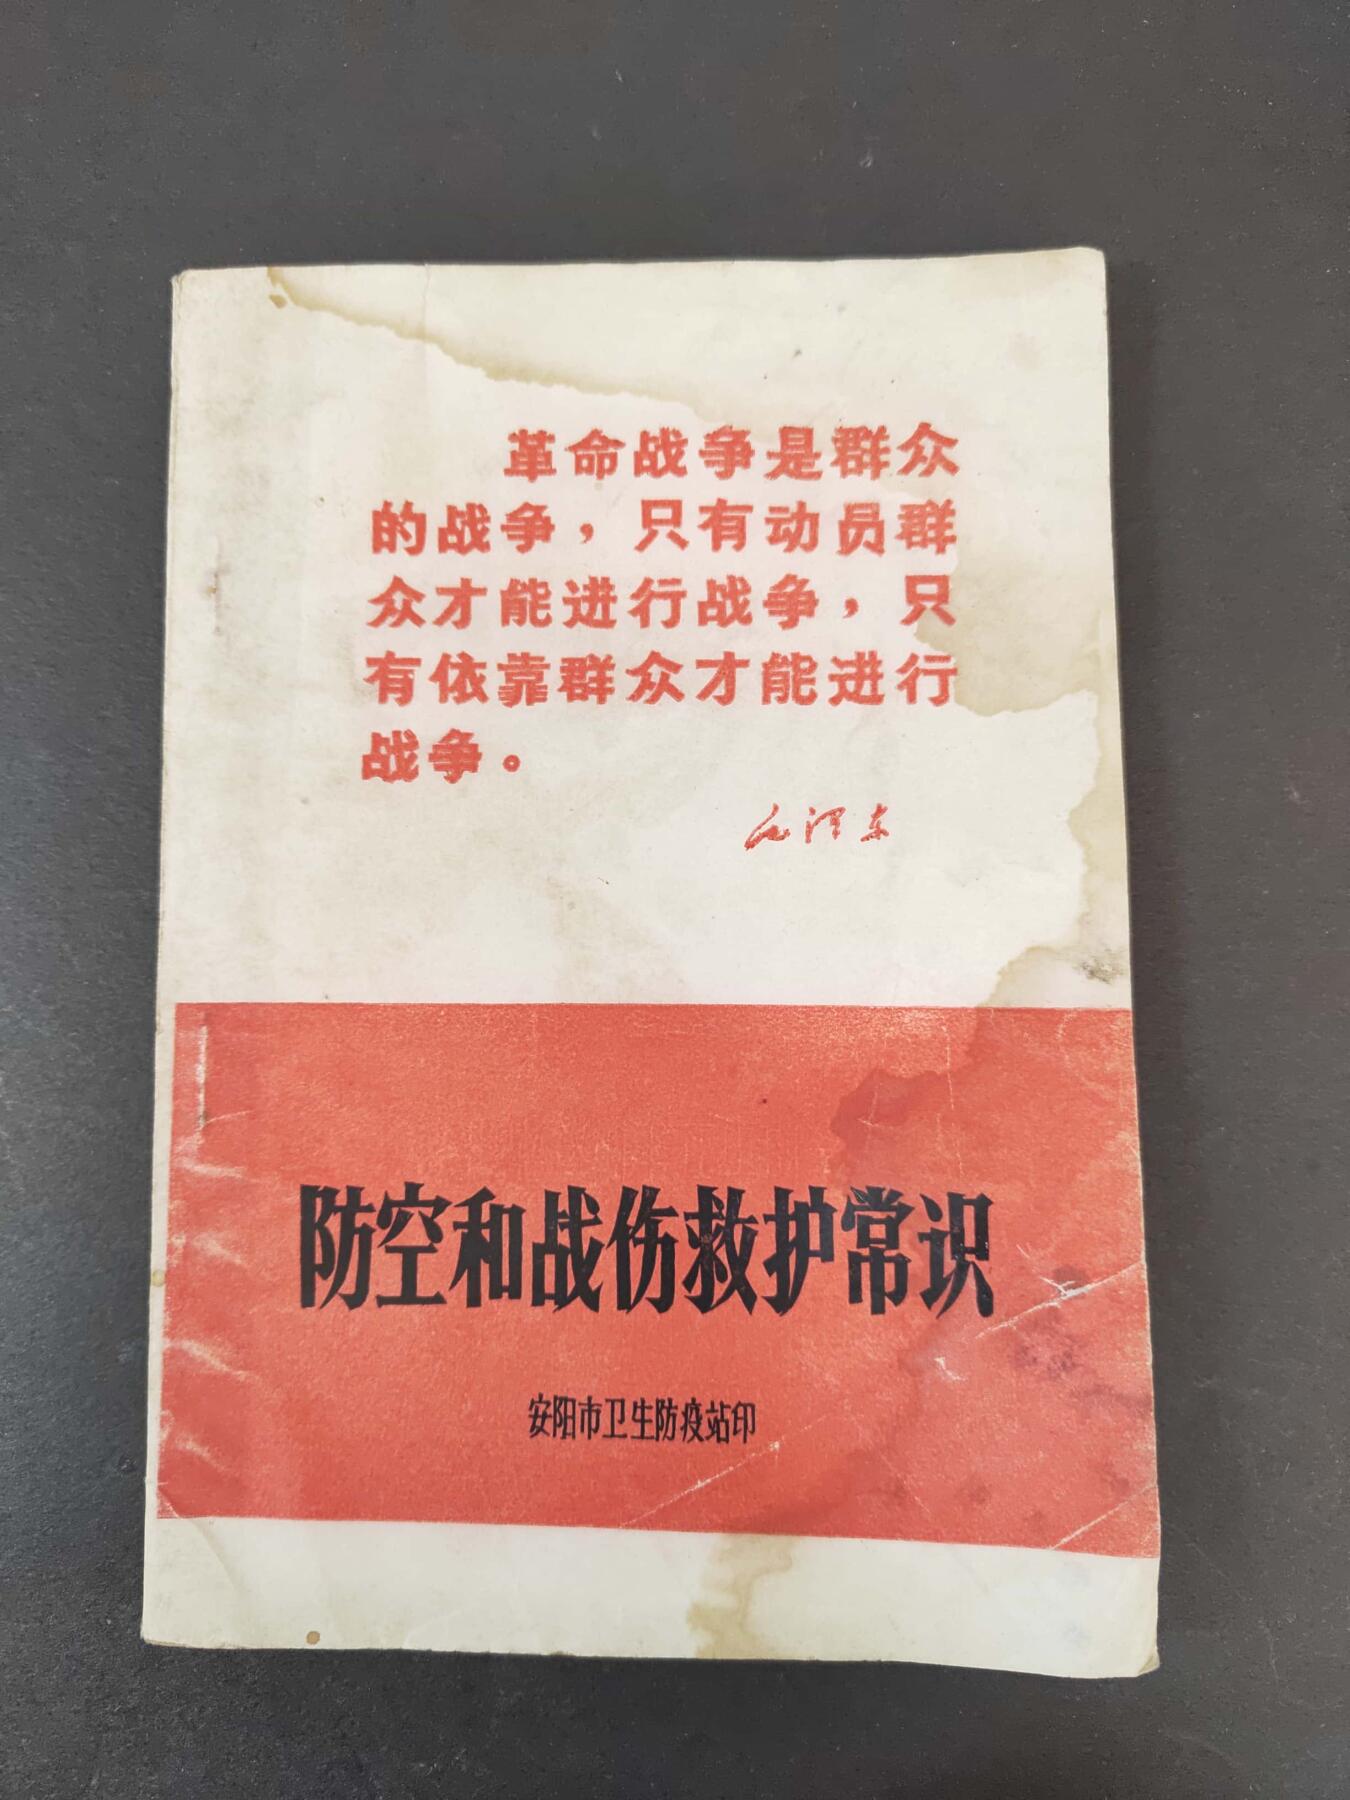 革命战争是群众
的战争，只有动员群
众才能进行战争，只
有依靠群众才能进行
战争。
毛泽东
防空和战伤救护常识
安阳市卫生防疫站印